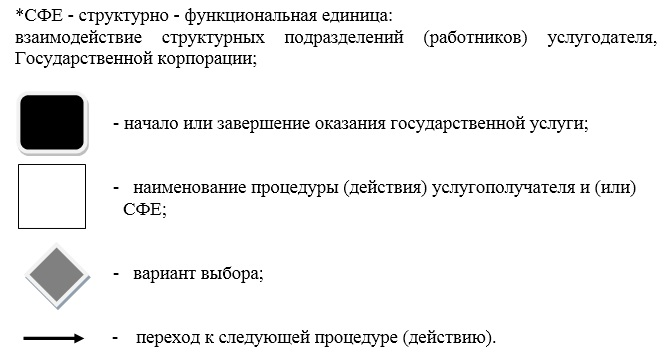 *СФЕ - структурно - функциональная единица:
взаимодействие структурных подразделений (работников) услугодателя,
Государственной корпорации;
- начало или завершение оказания государственной услуги;
- наименование процедуры (действия) услугополучателя и (или)
СФЕ;
- вариант выбора;
- переход к следующей процедуре (действию).